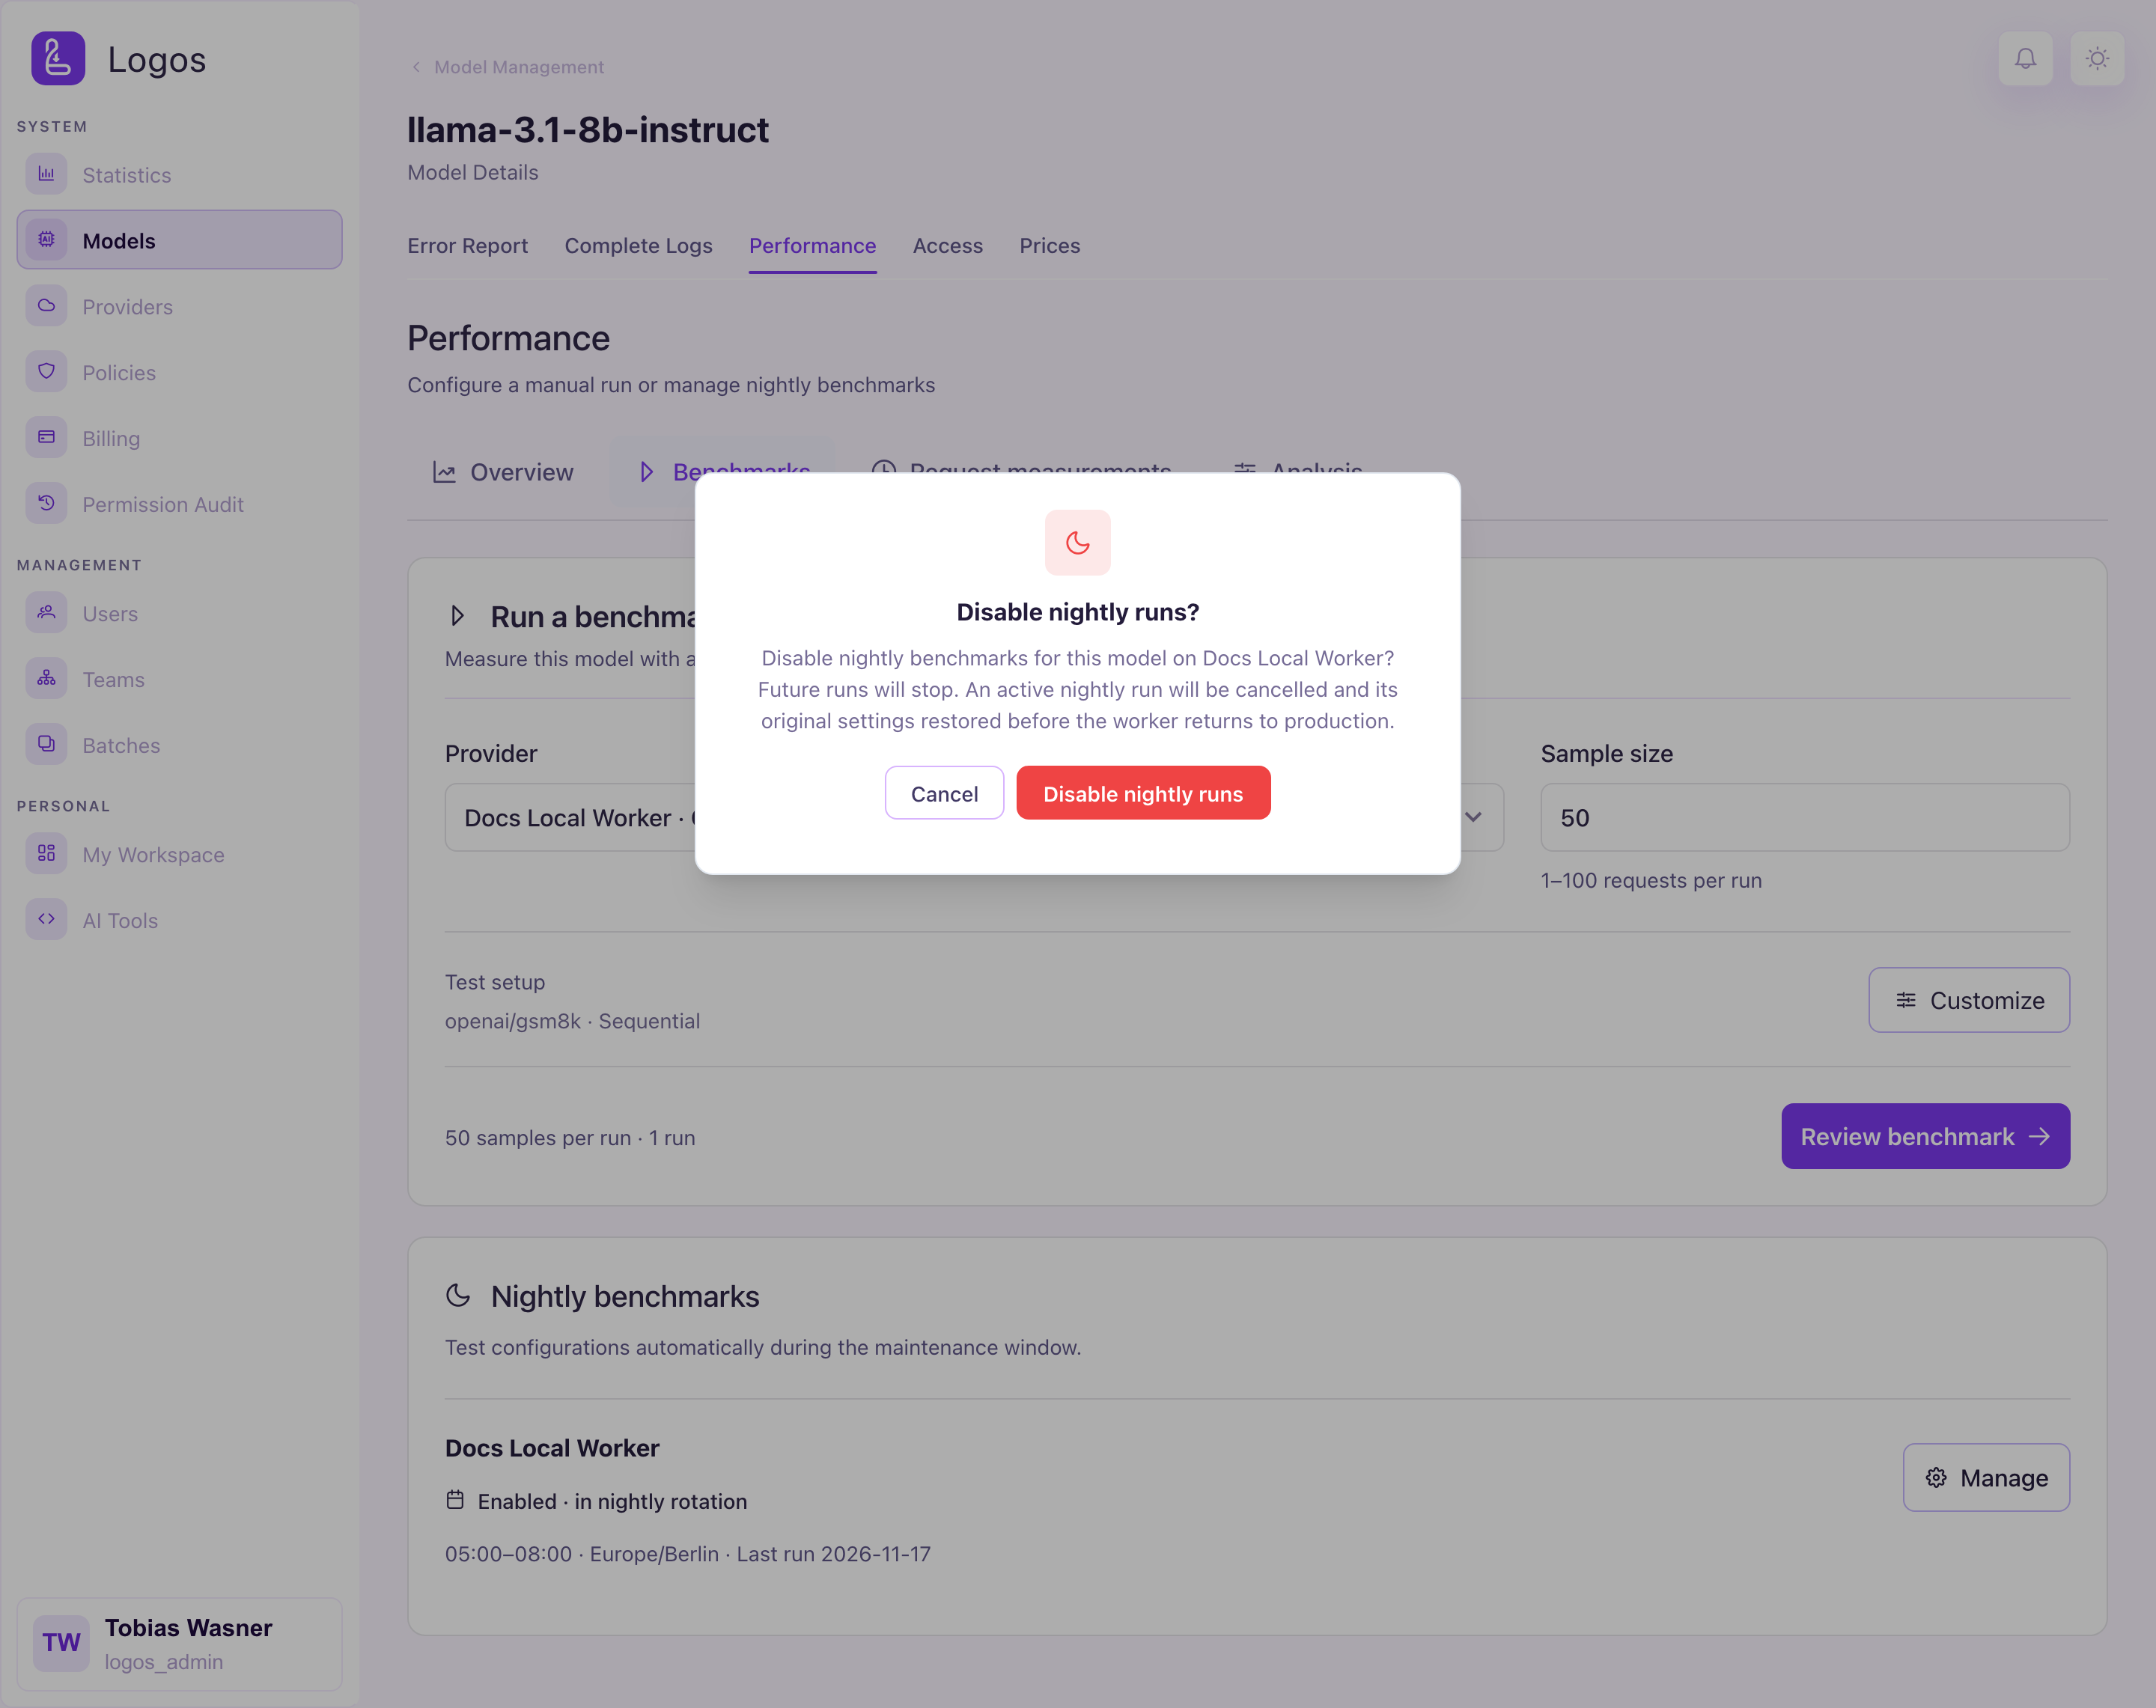 Logos
SYSTEM
Statistics
Models
Providers
Policies
Billing
Permission Audit
MANAGEMENT
Users
Teams
Batches
PERSONAL
My Workspace
AI Tools
TW
Tobias Wasner
logos_admin
Model Management
llama-3.1-8b-instruct
Model Details
Error Report Complete Logs Performance Access Prices
Performance
Configure a manual run or manage nightly benchmarks
Overview Benchmarks Request measurements Analysis
Disable nightly runs?
Disable nightly benchmarks for this model on Docs Local Worker?
Future runs will stop. An active nightly run will be cancelled and its
original settings restored before the worker returns to production.
Cancel Disable nightly runs
Run a benchma
Measure this model with a
Provider
Docs Local Worker ·
Sample size
50
1–100 requests per run
Test setup
openai/gsm8k · Sequential
Customize
50 samples per run · 1 run
Review benchmark
Nightly benchmarks
Test configurations automatically during the maintenance window.
Docs Local Worker
Enabled · in nightly rotation
05:00–08:00 · Europe/Berlin · Last run 2026-11-17
Manage